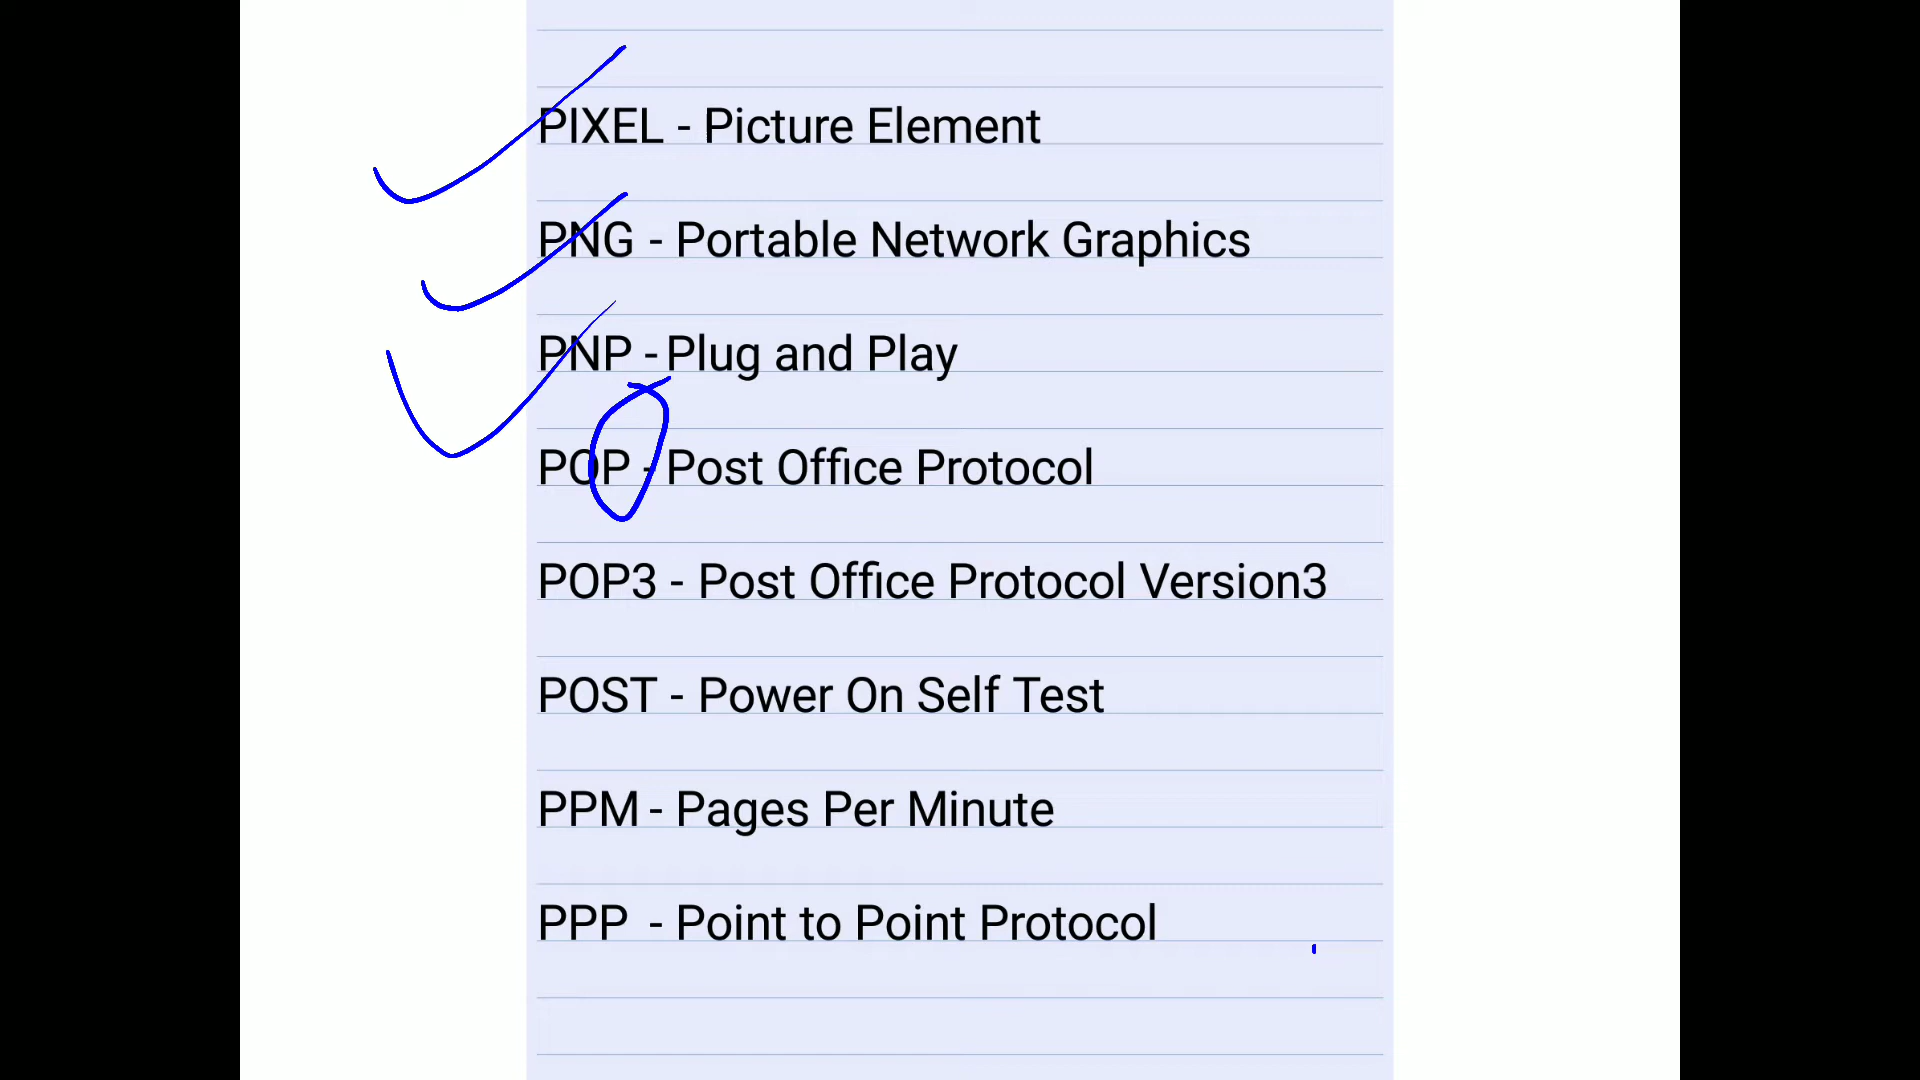 PIXEL - Picture Element
PNG - Portable Network Graphics
PNP - Plug and Play
POP - Post Office Protocol
POP3 - Post Office Protocol Version3
POST - Power On Self Test
PPM - Pages Per Minute
PPP - Point to Point Protocol